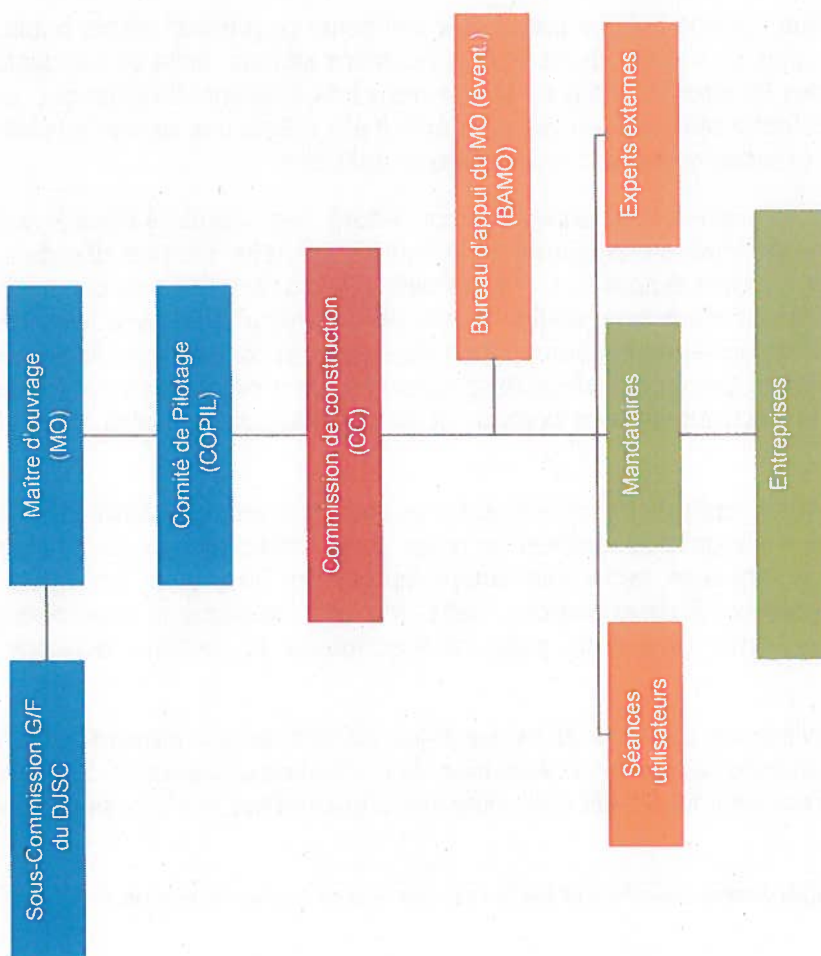 Sous-Commission G/F
du DJSC
Maître d'ouvrage
(MO)
Comité de Pilotage
(COPIL)
Commission de construction
(CC)
Bureau d'appui du MO (évent.)
(BAMO)
Séances
utilisateurs
Mandataires
Experts externes
Entreprises